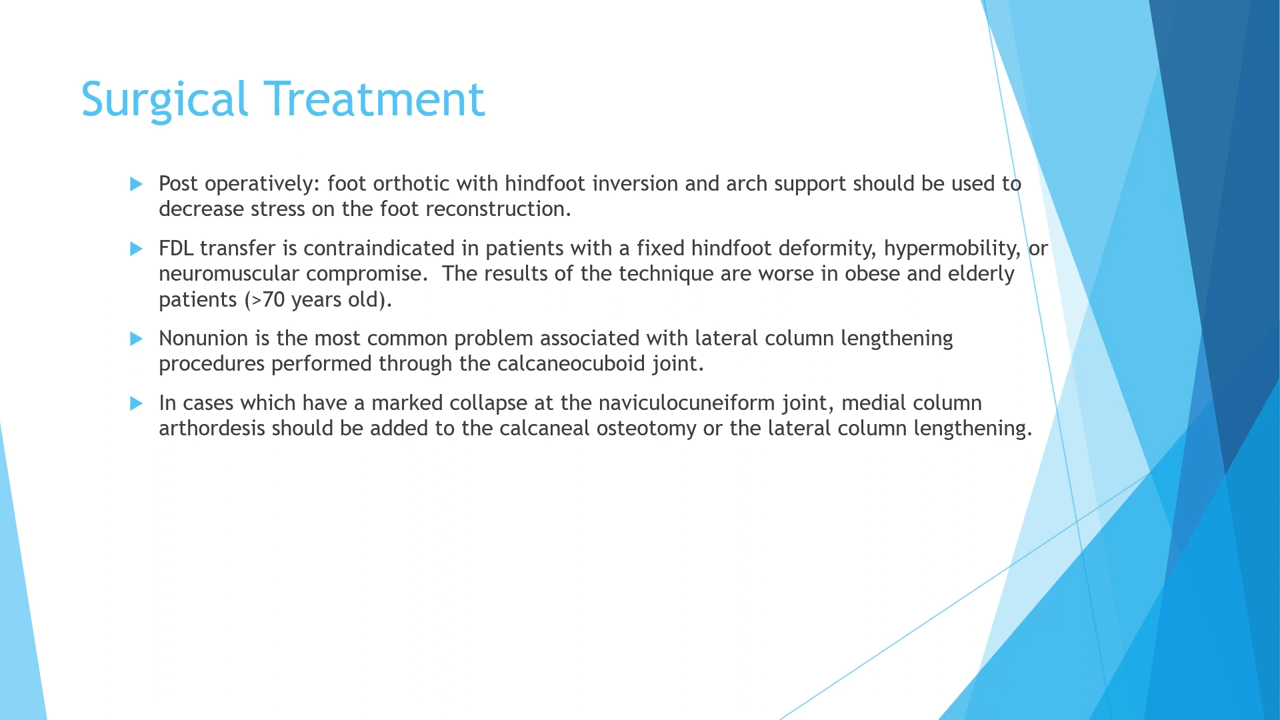 Surgical Treatment
Post operatively: foot orthotic with hindfoot inversion and arch support should be used to
decrease stress on the foot reconstruction.
FDL transfer is contraindicated in patients with a fixed hindfoot deformity, hypermobility, or
neuromuscular compromise.  The results of the technique are worse in obese and elderly
patients (>70 years old).
Nonunion is the most common problem associated with lateral column lengthening
procedures performed through the calcaneocuboid joint.
In cases which have a marked collapse at the naviculocuneiform joint, medial column
arthordesis should be added to the calcaneal osteotomy or the lateral column lengthening.